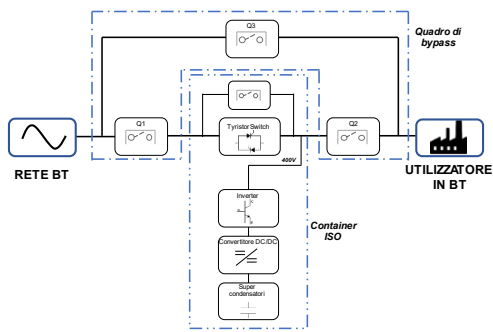 Q3
Quadro di
bypass
Q1
Tyristor Switch
Q2
400V
RETE BT
UTILIZZATORE
IN BT
Inverter
Container
ISO
Convertitore DC/DC
Super
condensatori